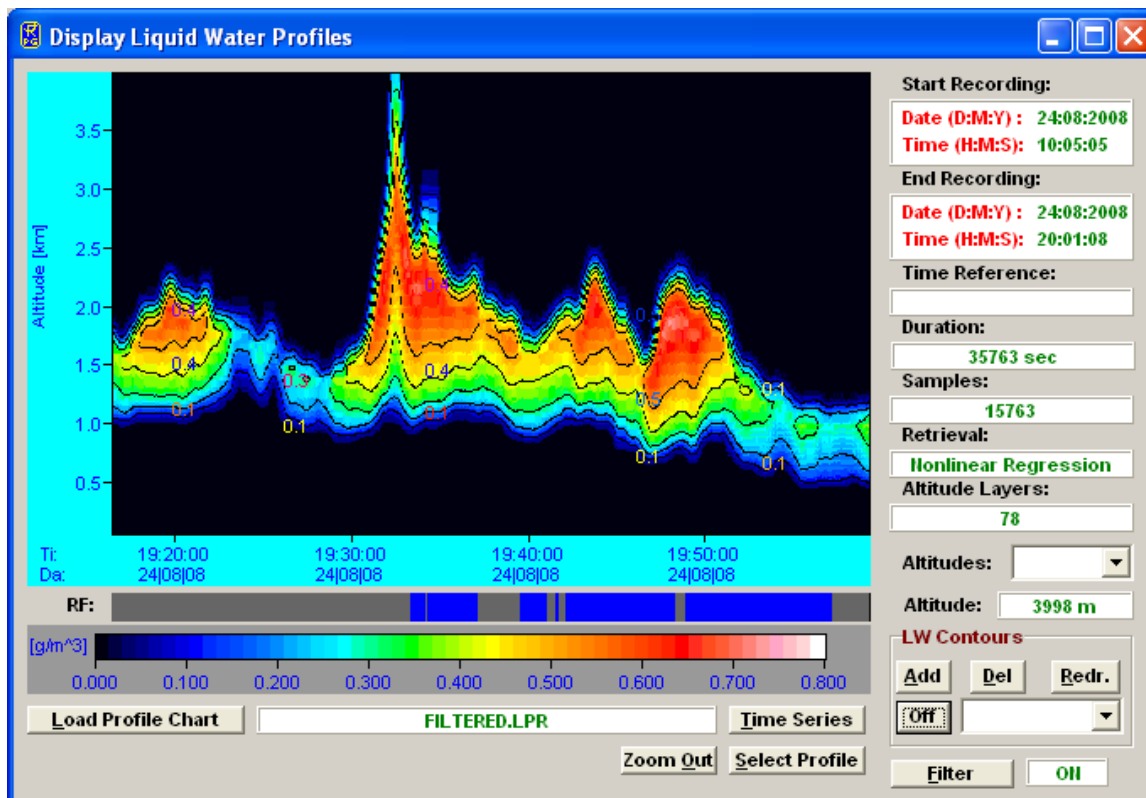 Display Liquid Water Profiles
Altitude [km]
3.5
3.0
2.5
2.0
1.5
1.0
0.5
0.4
0.4
0.1
0.3
0.1
0.4
0.4
0.1
0.5
0.1
0.1
0.1
Ti: 19:20:00 19:30:00 19:40:00 19:50:00
Da: 24|08|08 24|08|08 24|08|08 24|08|08
RF:
[g/m^3]
0.000 0.100 0.200 0.300 0.400 0.500 0.600 0.700 0.800
Load Profile Chart FILTERED.LPR Time Series
Zoom Out Select Profile
Start Recording:
Date (D:M:Y) : 24:08:2008
Time (H:M:S): 10:05:05
End Recording:
Date (D:M:Y) : 24:08:2008
Time (H:M:S): 20:01:08
Time Reference:
Duration:
35763 sec
Samples:
15763
Retrieval:
Nonlinear Regression
Altitude Layers:
78
Altitudes:
Altitude: 3998 m
LW Contours
Add Del Redr.
Off
Filter ON